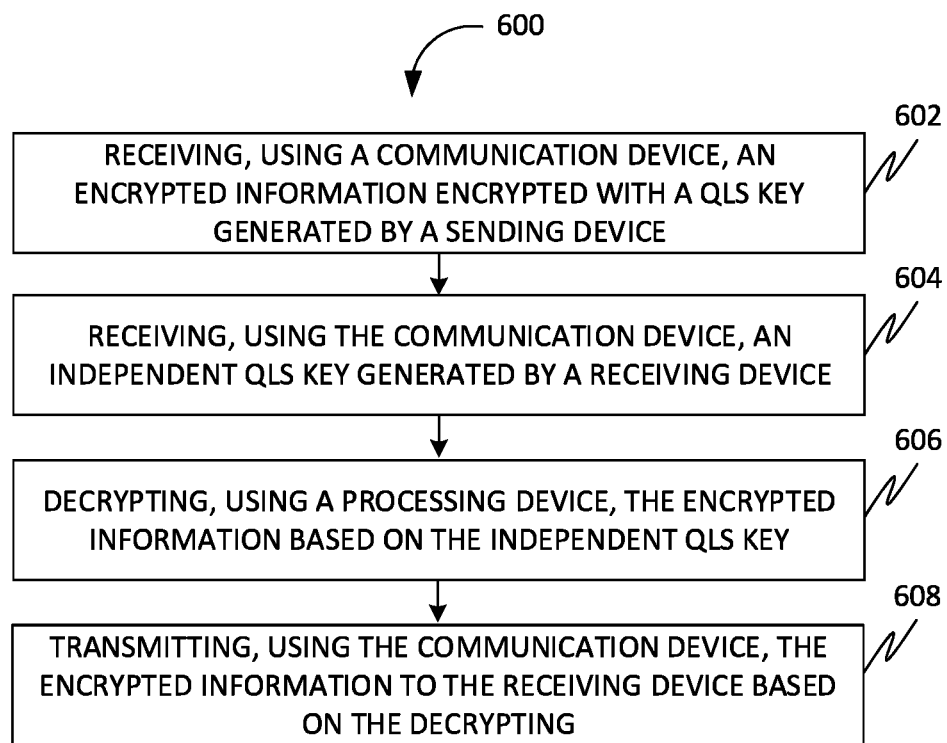 600
602
RECEIVING, USING A COMMUNICATION DEVICE, AN
ENCRYPTED INFORMATION ENCRYPTED WITH A QLS KEY
GENERATED BY A SENDING DEVICE
604
RECEIVING, USING THE COMMUNICATION DEVICE, AN
INDEPENDENT QLS KEY GENERATED BY A RECEIVING DEVICE
606
DECRYPTING, USING A PROCESSING DEVICE, THE ENCRYPTED
INFORMATION BASED ON THE INDEPENDENT QLS KEY
608
TRANSMITTING, USING THE COMMUNICATION DEVICE, THE
ENCRYPTED INFORMATION TO THE RECEIVING DEVICE BASED
ON THE DECRYPTING